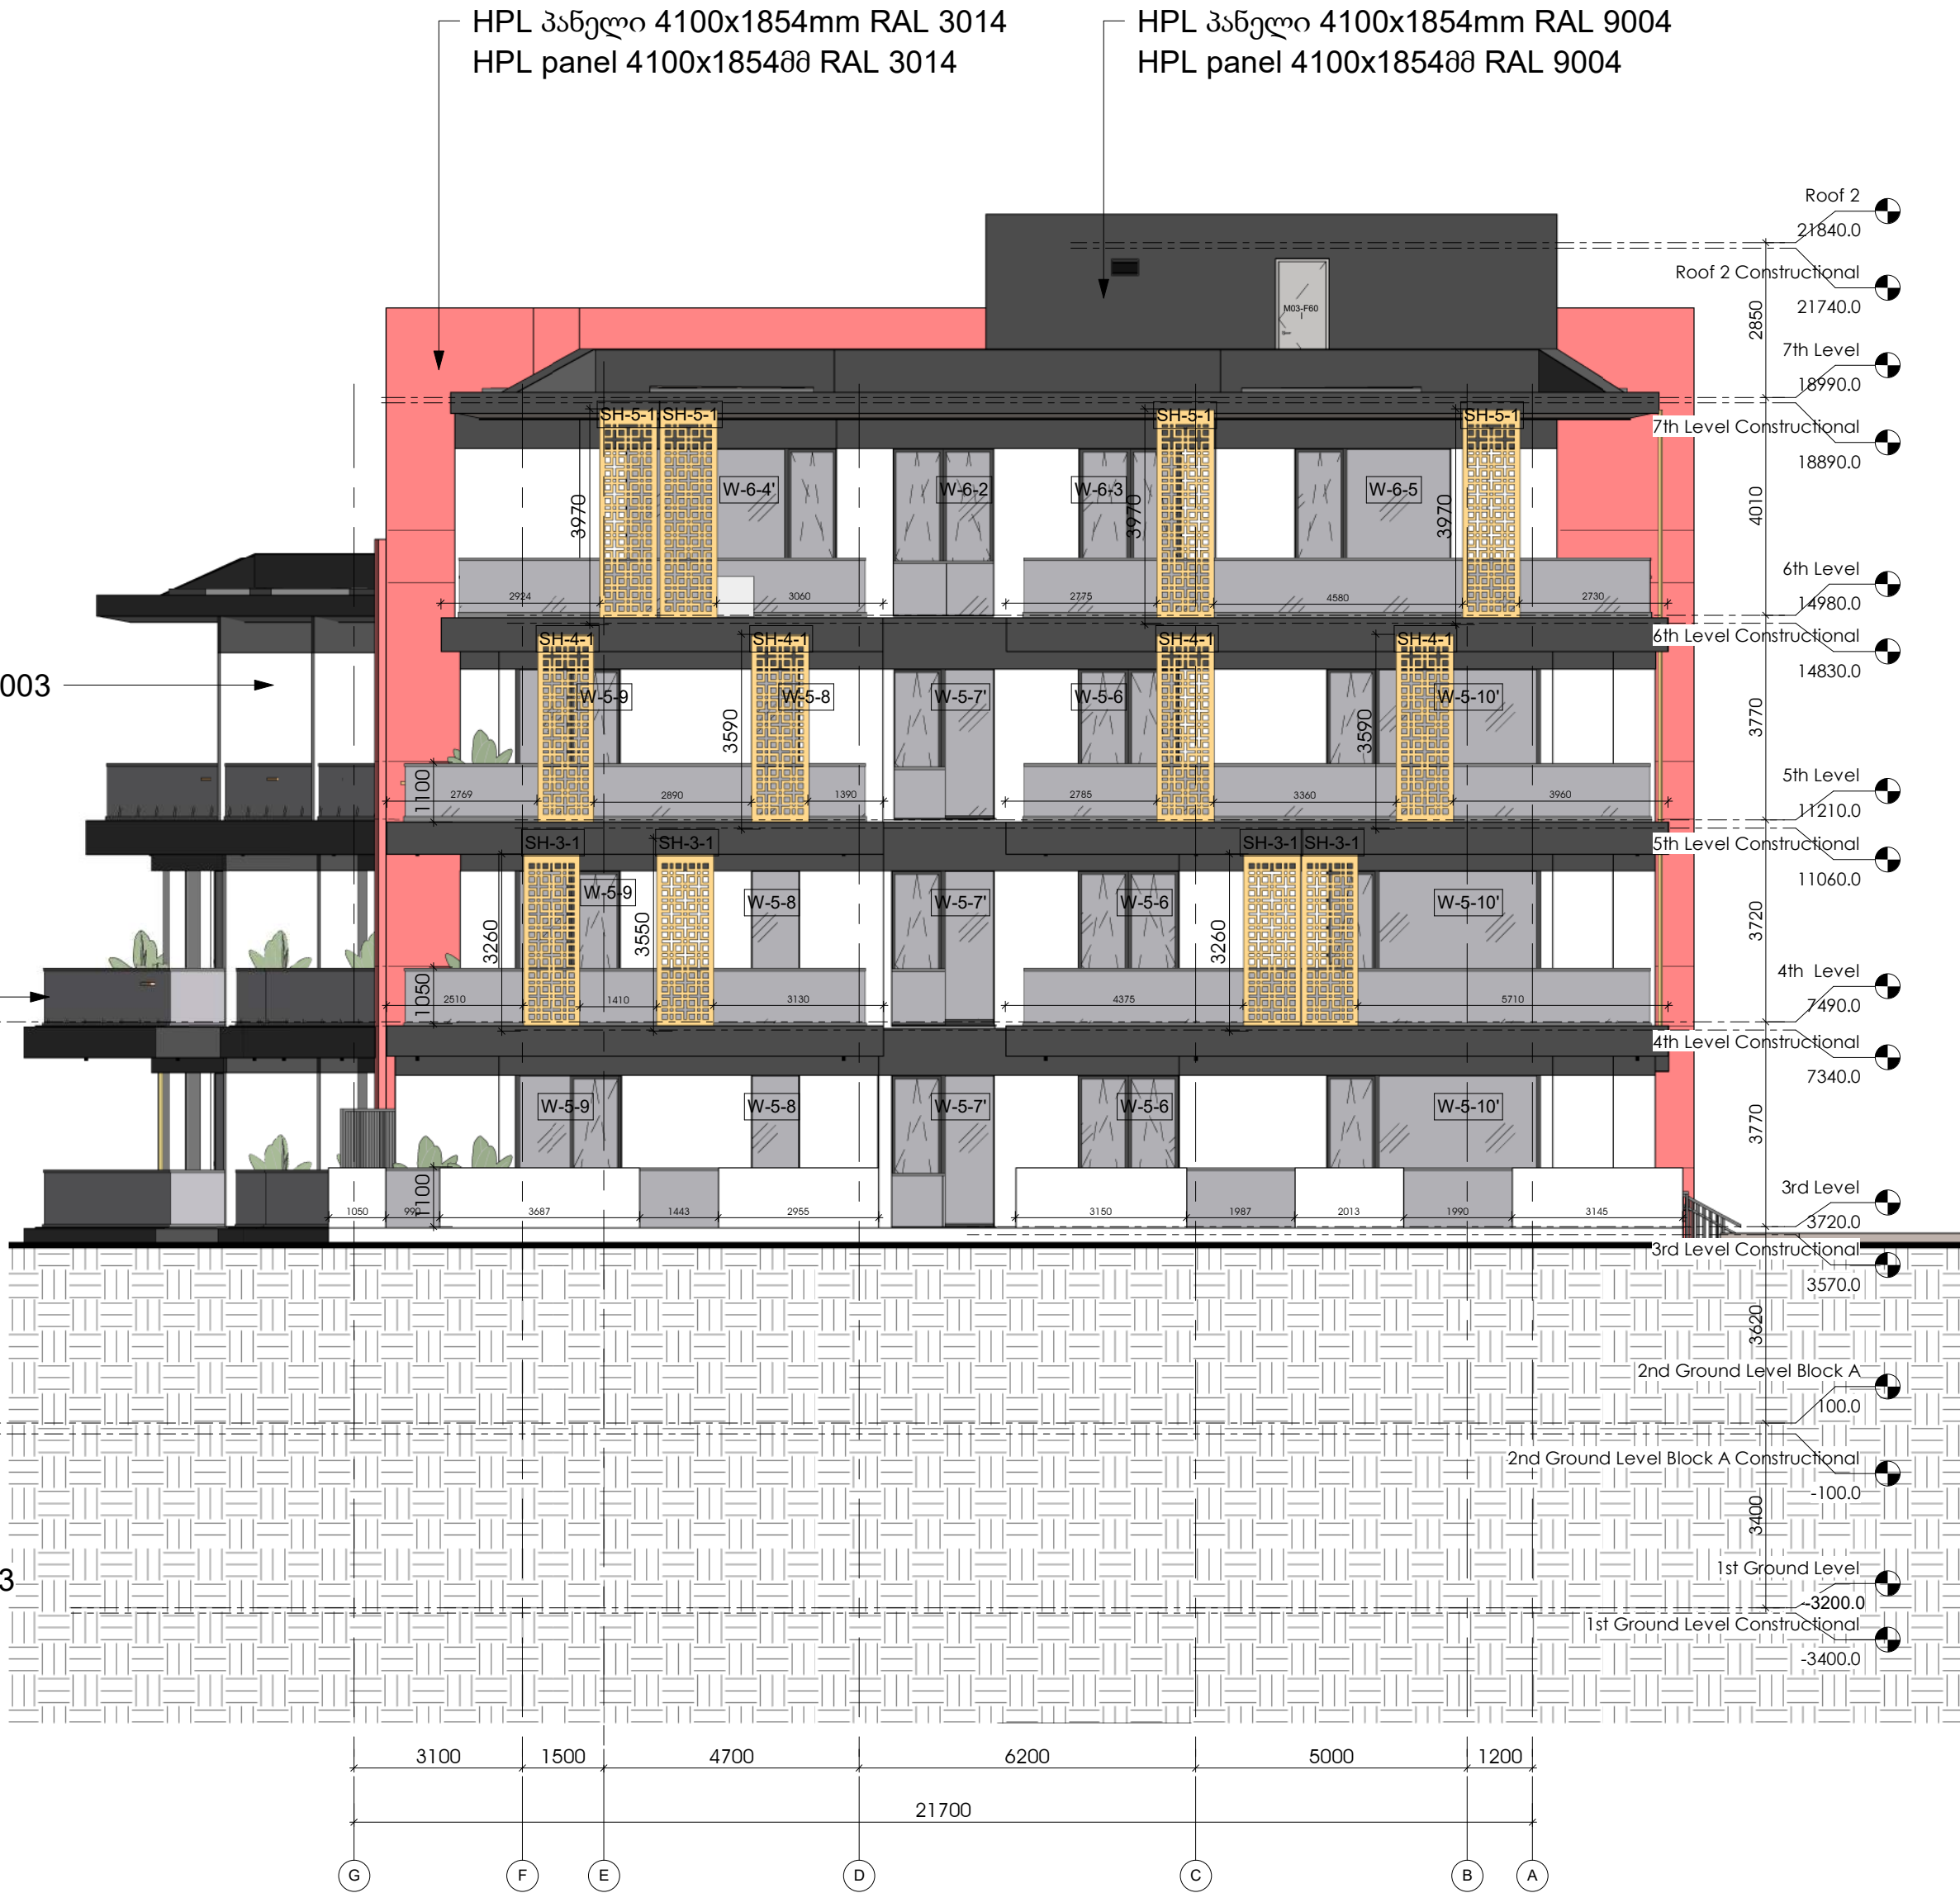 HPL პანელი 4100x1854mm RAL 3014
HPL panel 4100x1854მმ RAL 3014
HPL პანელი 4100x1854mm RAL 9004
HPL panel 4100x1854მმ RAL 9004
Roof 2
21840.0
Roof 2 Constructional
21740.0
2850
M03-F60
7th Level
18990.0
SH-5-1 SH-5-1 SH-5-1 SH-5-1
7th Level Constructional
18890.0
W-6-4' W-6-2 W-6-3 W-6-5
3970 3970 3970 4010
6th Level
14980.0
2924 3060 2775 4580 2730
SH-4-1 SH-4-1 SH-4-1 SH-4-1
6th Level Constructional
14830.0
003
W-5-9 W-5-8 W-5-7' W-5-6 W-5-10'
3590 3590 3770
1100
5th Level
11210.0
2769 2890 1390 2785 3360 3960
SH-3-1 SH-3-1 SH-3-1 SH-3-1
5th Level Constructional
11060.0
W-5-9 W-5-8 W-5-7' W-5-6 W-5-10'
3260 3550 3260 3720
1050
4th Level
7490.0
2510 1410 3130 4375 5710
4th Level Constructional
7340.0
W-5-9 W-5-8 W-5-7' W-5-6 W-5-10'
3770
1100
3rd Level
3720.0
1050 990 3687 1443 2955 3150 1987 2013 1990 3145
3rd Level Constructional
3570.0
3620
2nd Ground Level Block A
100.0
2nd Ground Level Block A Constructional
-100.0
3400
1st Ground Level
-3200.0
3
1st Ground Level Constructional
-3400.0
3100 1500 4700 6200 5000 1200
21700
G F E D C B A